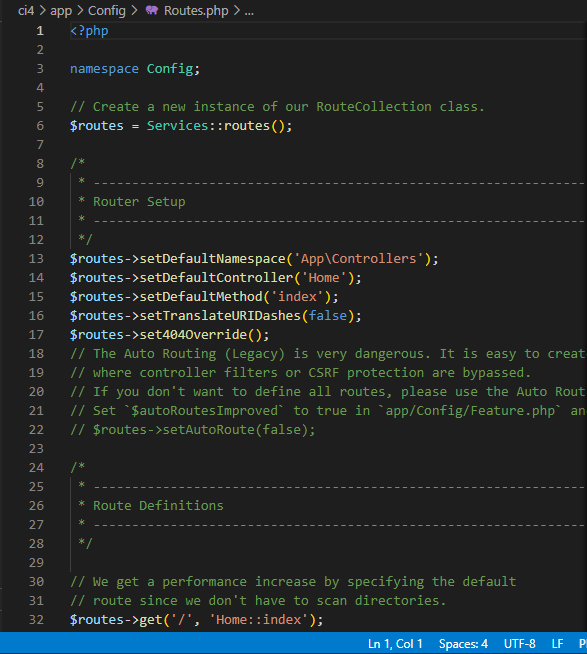 ci4 > app > Config > Routes.php > ...
1 <?php
2
3 namespace Config;
4
5 // Create a new instance of our RouteCollection class.
6 $routes = Services::routes();
7
8 /*
9 * --------------------------------------------------------------------
10 * Router Setup
11 * --------------------------------------------------------------------
12 */
13 $routes->setDefaultNamespace('App\Controllers');
14 $routes->setDefaultController('Home');
15 $routes->setDefaultMethod('index');
16 $routes->setTranslateURIDashes(false);
17 $routes->set404Override();
18 // The Auto Routing (Legacy) is very dangerous. It is easy to creat
19 // where controller filters or CSRF protection are bypassed.
20 // If you don't want to define all routes, please use the Auto Rout
21 // Set `$autoRoutesImproved` to true in `app/Config/Feature.php` an
22 // $routes->setAutoRoute(false);
23
24 /*
25 * --------------------------------------------------------------------
26 * Route Definitions
27 * --------------------------------------------------------------------
28 */
29
30 // We get a performance increase by specifying the default
31 // route since we don't have to scan directories.
32 $routes->get('/', 'Home::index');
Ln 1, Col 1 Spaces: 4 UTF-8 LF P